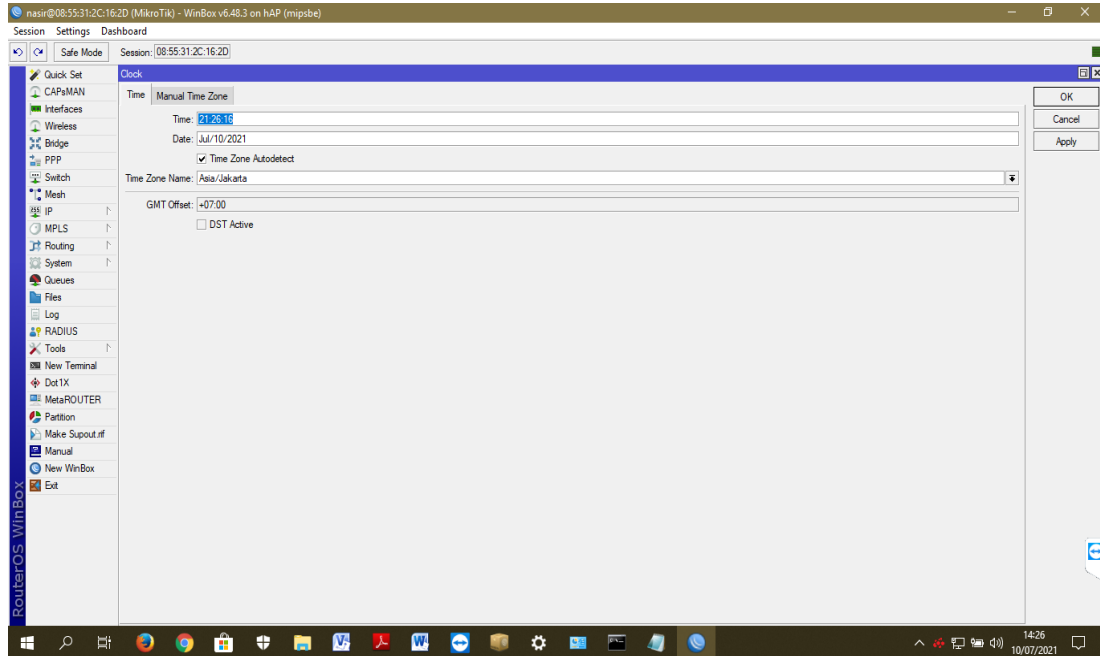 nasir@08:55:31:2C:16:2D (MikroTik) - WinBox v6.48.3 on hAP (mipsbe)
Session Settings Dashboard
Safe Mode Session: 08:55:31:2C:16:2D
Quick Set
CAPsMAN
Interfaces
Wireless
Bridge
PPP
Switch
Mesh
IP
MPLS
Routing
System
Queues
Files
Log
RADIUS
Tools
New Terminal
Dot1X
MetaROUTER
Partition
Make Supout.rif
Manual
New WinBox
Exit
RouterOS WinBox
Clock
Time Manual Time Zone
Time: 21:26:16
Date: Jul/10/2021
Time Zone Autodetect
Time Zone Name: Asia/Jakarta
GMT Offset: +07:00
DST Active
OK
Cancel
Apply
14:26
10/07/2021